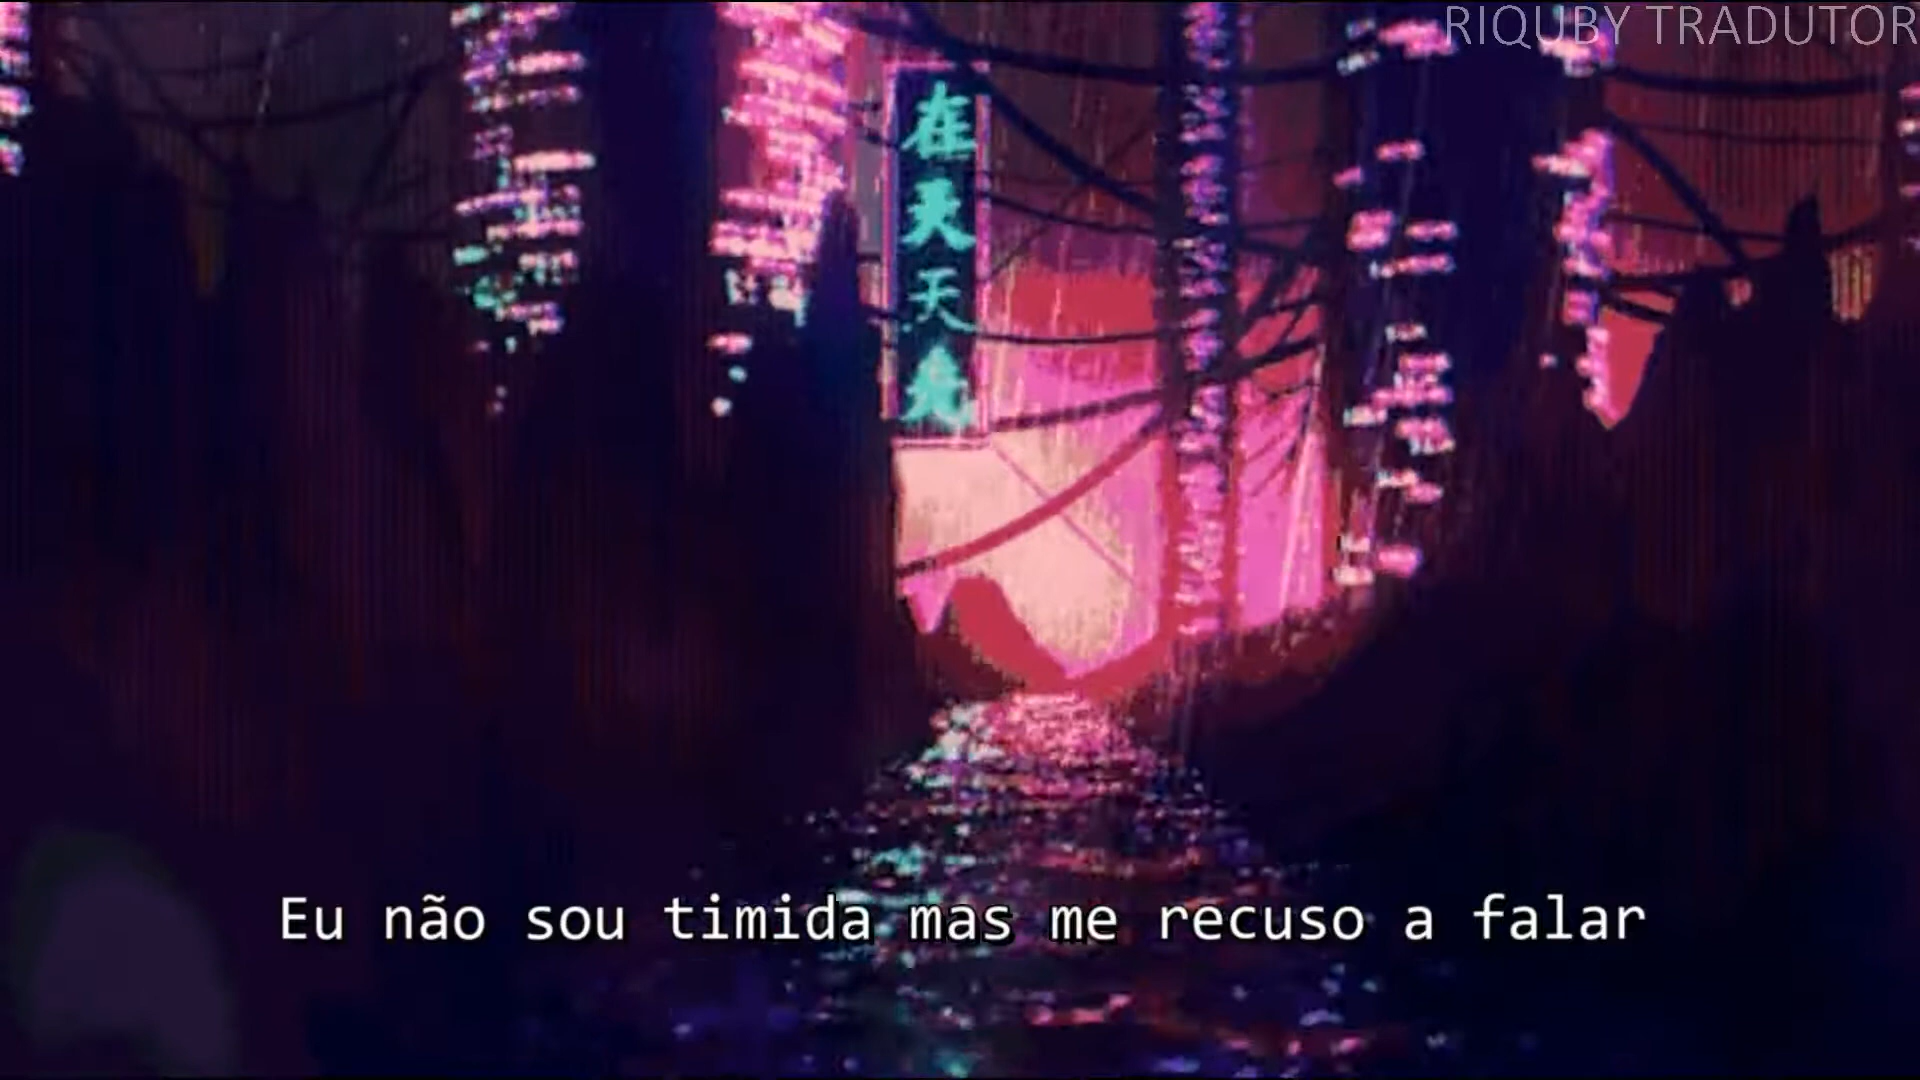 RIQUBY TRADUTOR
在
天
天
Eu não sou timida mas me recuso a falar